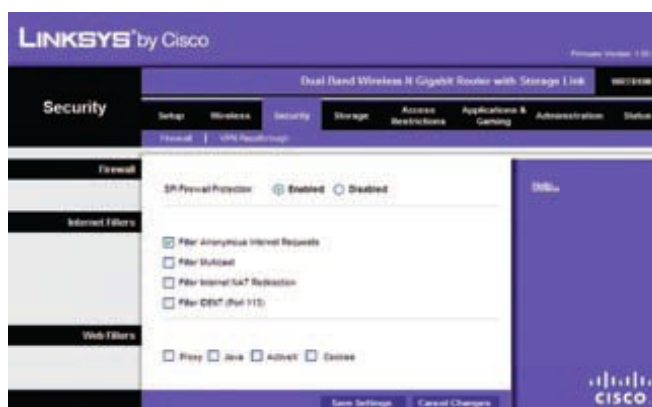 LINKSYS® by Cisco
Firmware Version:
Dual Band Wireless-N Gigabit Router with Storage Link
Security
Setup Wireless Security Storage Access Restrictions Applications & Gaming Administration Status
Firewall | VPN Passthrough
Firewall
SPI Firewall Protection: Enabled Disabled
Help...
Internet Filters
Filter Anonymous Internet Requests
Filter Multicast
Filter Internet NAT Redirection
Filter IDENT (Port 113)
Web Filters
Proxy Java ActiveX Cookies
Save Settings Cancel Changes
CISCO